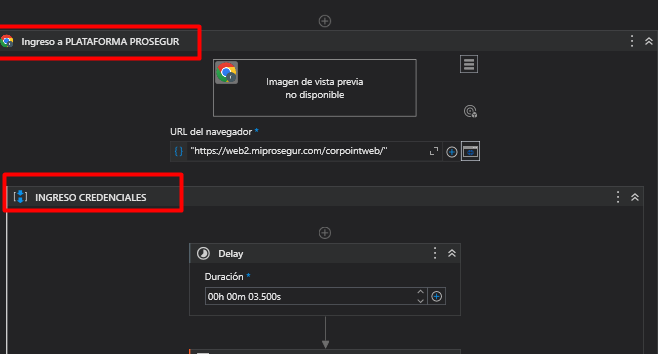 Ingreso a PLATAFORMA PROSEGUR
Imagen de vista previa
no disponible
URL del navegador *
"https://web2.miprosegur.com/corpointweb/"
INGRESO CREDENCIALES
Delay
Duración *
00h 00m 03.500s